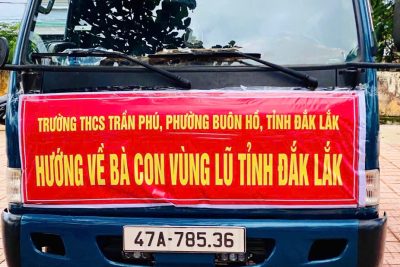 TRƯỜNG THCS TRẦN PHÚ, PHƯỜNG BUÔN HỒ, TỈNH ĐẮK LẮK
HƯỚNG VỀ BÀ CON VÙNG LŨ TỈNH ĐẮK LẮK
47A-785.36